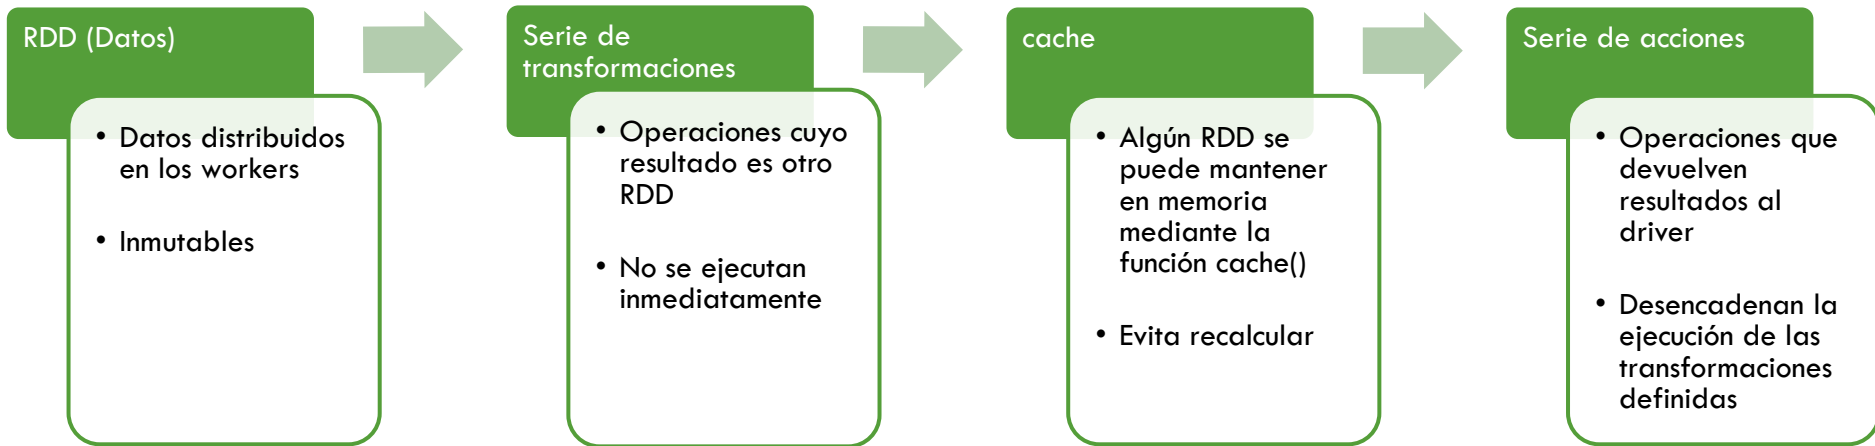 RDD (Datos)
• Datos distribuidos
en los workers
• Inmutables
Serie de
transformaciones
• Operaciones cuyo
resultado es otro
RDD
• No se ejecutan
inmediatamente
cache
• Algún RDD se
puede mantener
en memoria
mediante la
función cache()
• Evita recalcular
Serie de acciones
• Operaciones que
devuelven
resultados al
driver
• Desencadenan la
ejecución de las
transformaciones
definidas